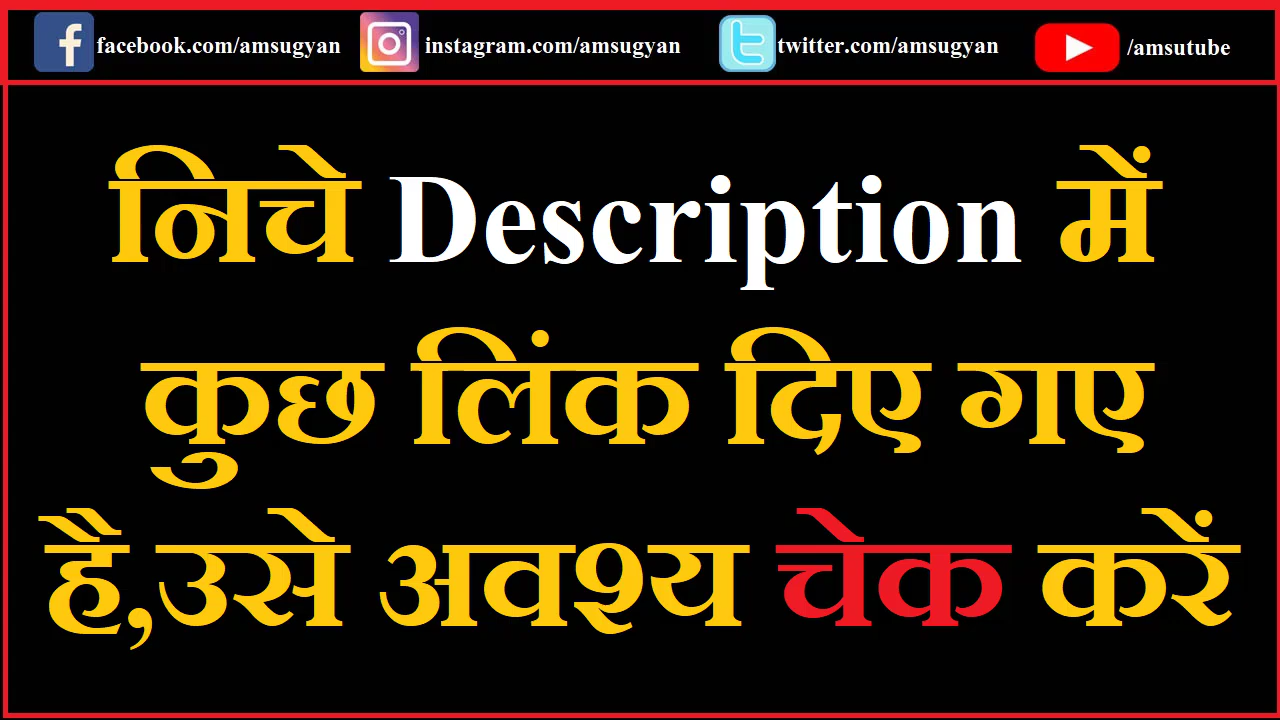 facebook.com/amsugyan instagram.com/amsugyan twitter.com/amsugyan /amsutube
निचे Description में
कुछ लिंक दिए गए
है,उसे अवश्य चेक करें